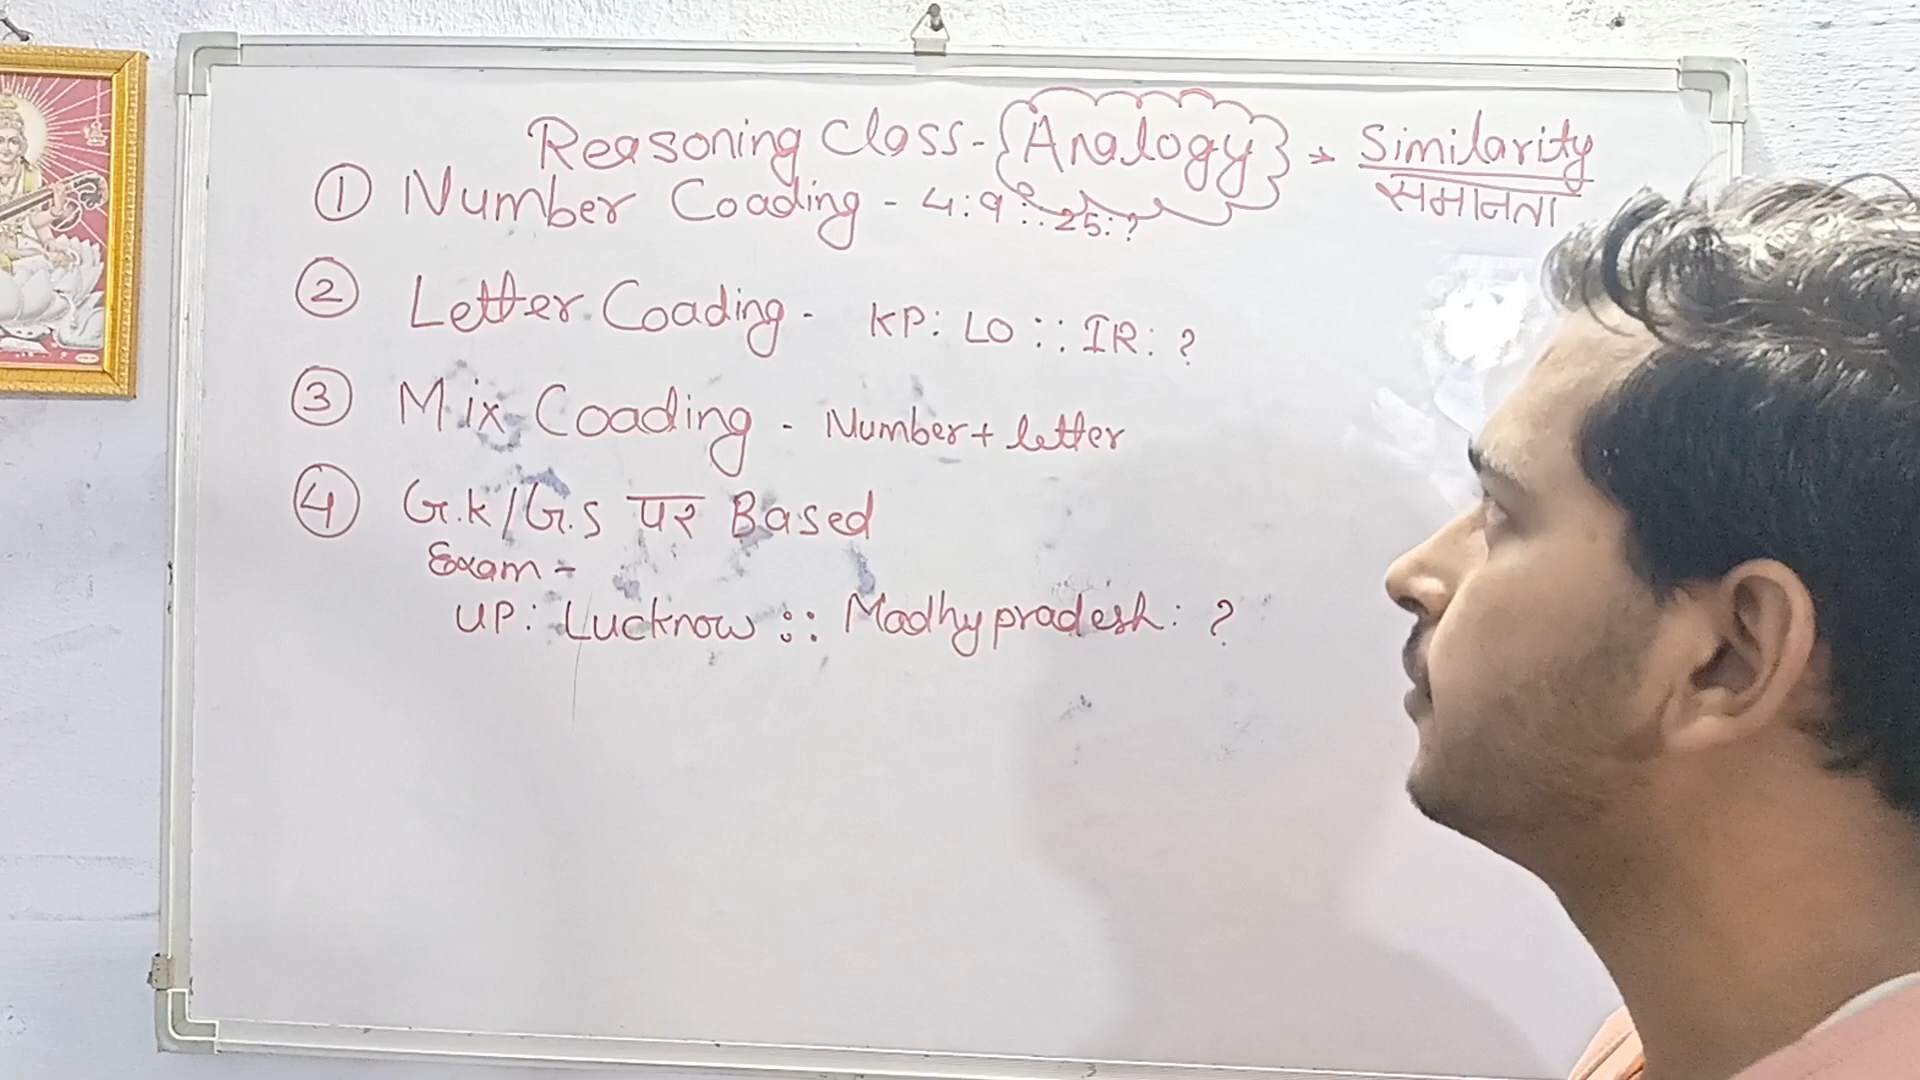 Reasoning Class - Analogy → Similarity
समानता
① Number Coading - 4:9::25:?
② Letter Coading - KP: LO :: IR: ?
③ Mix Coading - Number + letter
④ G.K/G.S पर Based
Exam -
UP: Lucknow :: Madhypradesh: ?